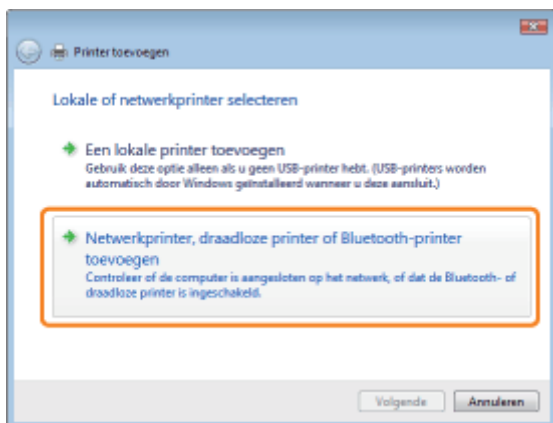 Printer toevoegen
Lokale of netwerkprinter selecteren
Een lokale printer toevoegen
Gebruik deze optie alleen als u geen USB-printer hebt. (USB-printers worden
automatisch door Windows geïnstalleerd wanneer u deze aansluit.)
Netwerkprinter, draadloze printer of Bluetooth-printer
toevoegen
Controleer of de computer is aangesloten op het netwerk, of dat de Bluetooth- of
draadloze printer is ingeschakeld.
Volgende
Annuleren